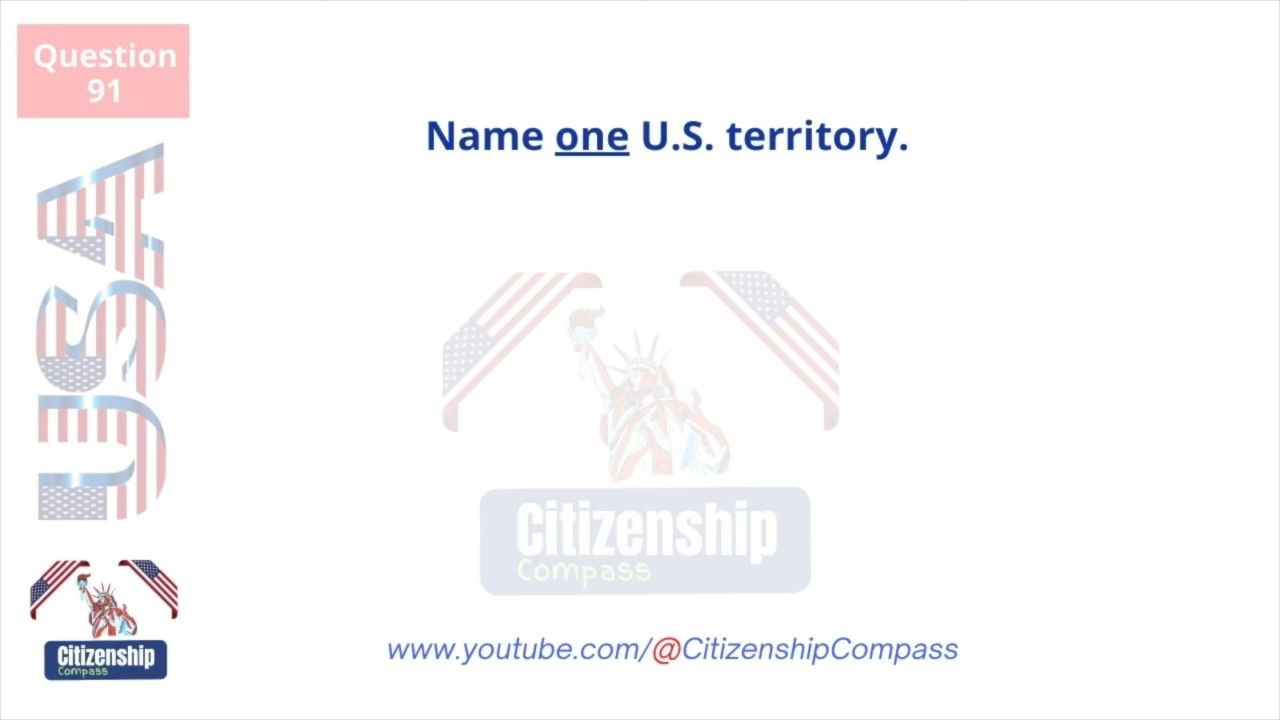 Question
91
Name one U.S. territory.
USA
Citizenship
Compass
Citizenship
Compass
www.youtube.com/@CitizenshipCompass